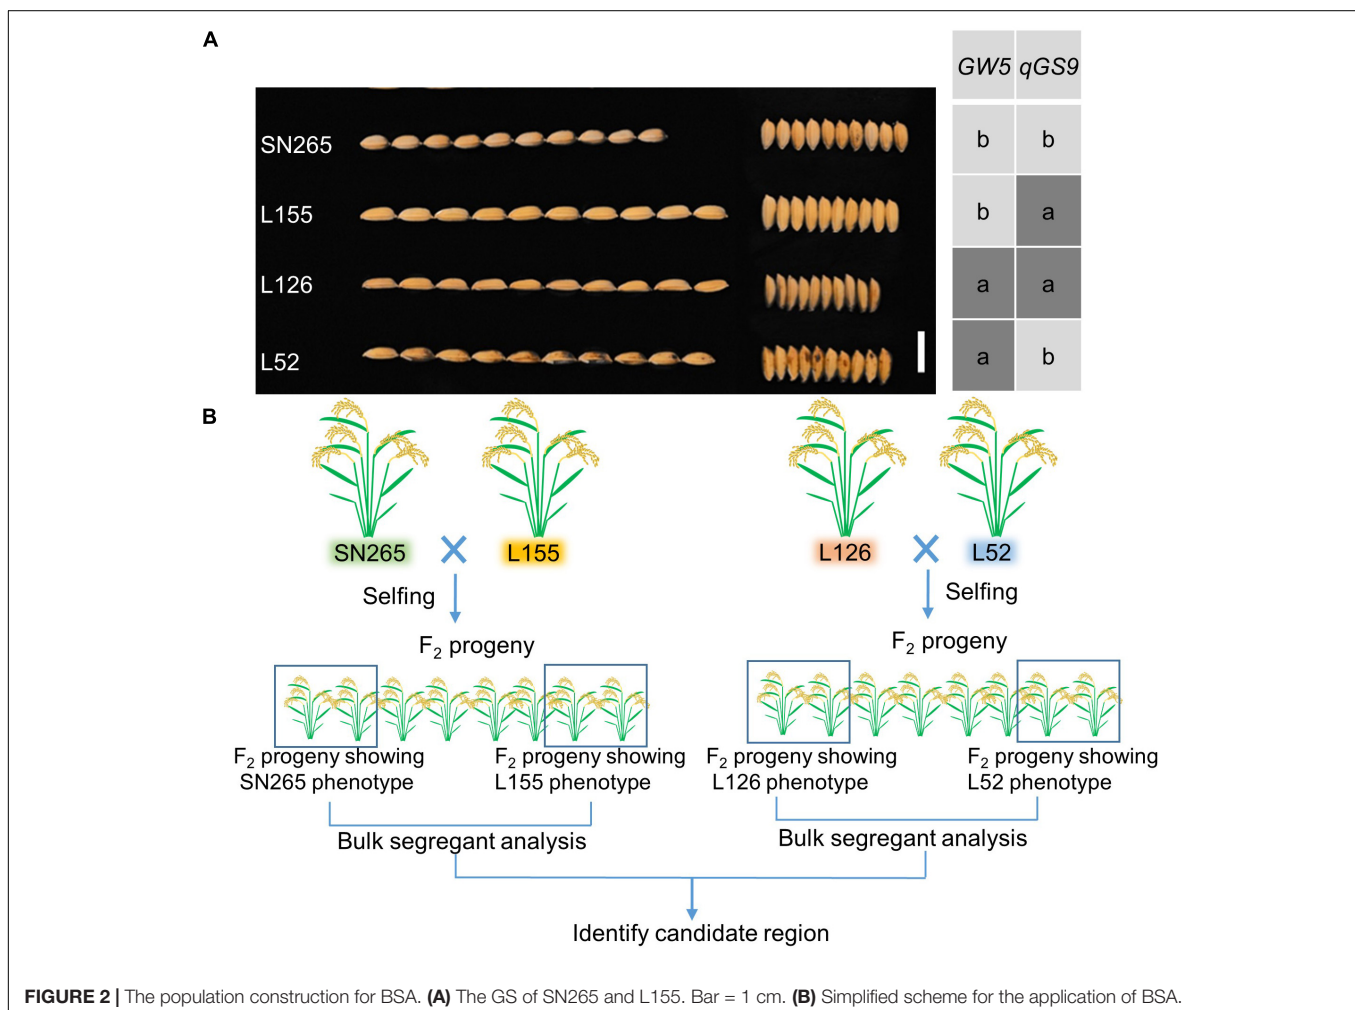 A
GW5 qGS9
SN265
b b
L155
b a
L126
a a
L52
a b
B
SN265 × L155
L126 × L52
Selfing
Selfing
F₂ progeny
F₂ progeny
F₂ progeny showing
SN265 phenotype
F₂ progeny showing
L155 phenotype
F₂ progeny showing
L126 phenotype
F₂ progeny showing
L52 phenotype
Bulk segregant analysis
Bulk segregant analysis
Identify candidate region
FIGURE 2 | The population construction for BSA. (A) The GS of SN265 and L155. Bar = 1 cm. (B) Simplified scheme for the application of BSA.